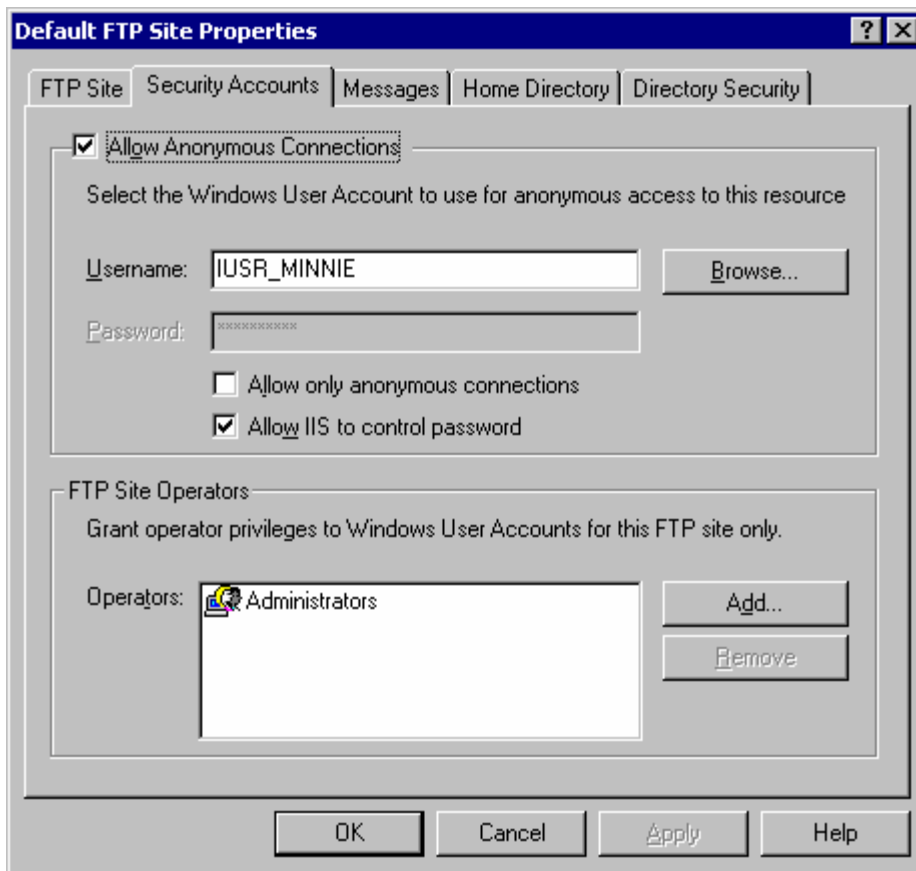 Default FTP Site Properties
FTP Site Security Accounts Messages Home Directory Directory Security
Allow Anonymous Connections
Select the Windows User Account to use for anonymous access to this resource
Username: IUSR_MINNIE Browse...
Password: **********
Allow only anonymous connections
Allow IIS to control password
FTP Site Operators
Grant operator privileges to Windows User Accounts for this FTP site only.
Operators: Administrators Add...
Remove
OK Cancel Apply Help